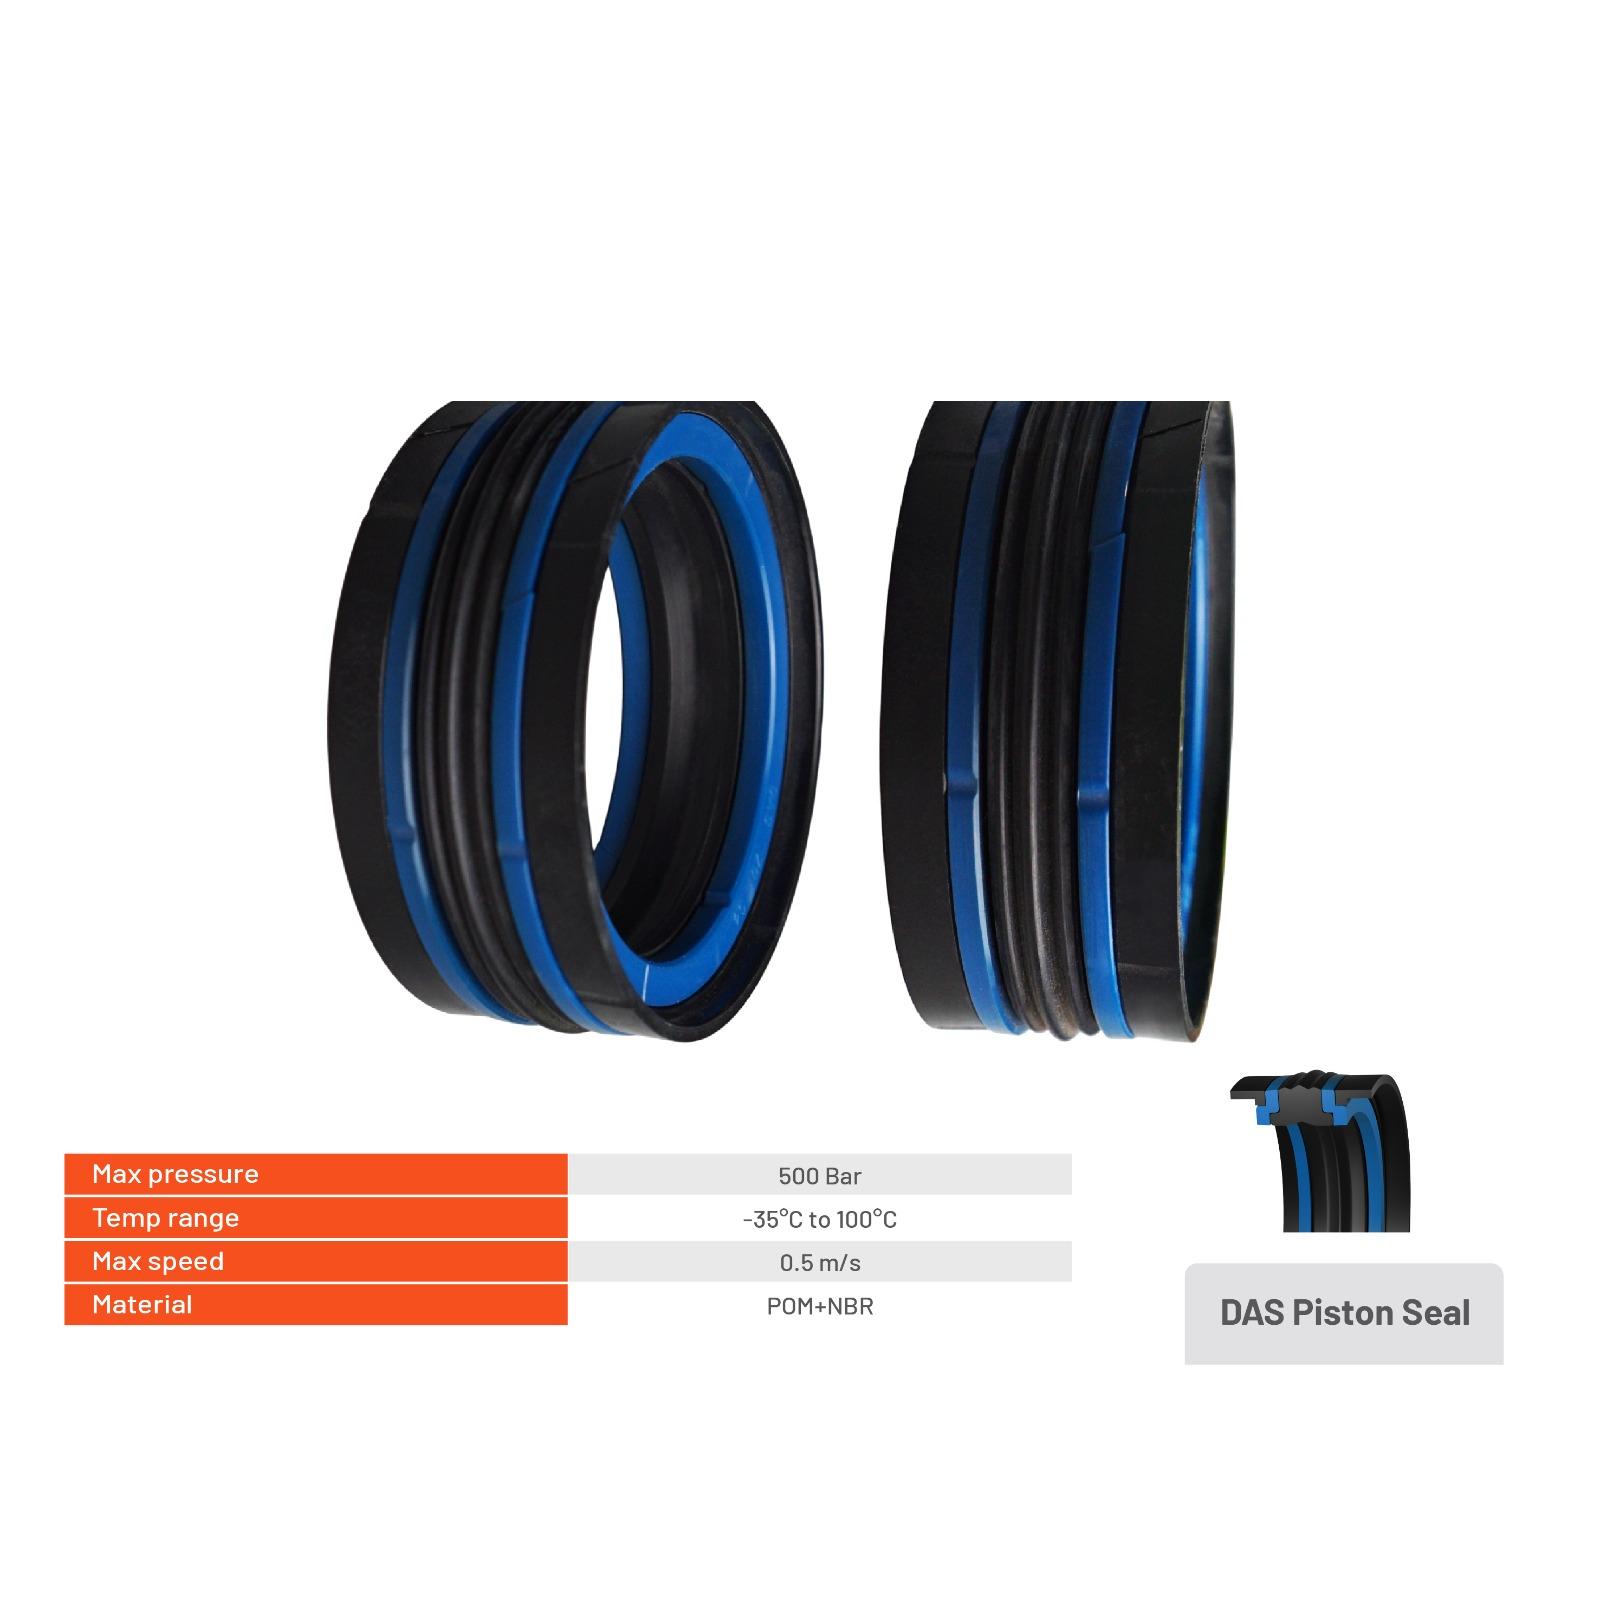 Max pressure 500 Bar
Temp range -35°C to 100°C
Max speed 0.5 m/s
Material POM+NBR
DAS Piston Seal